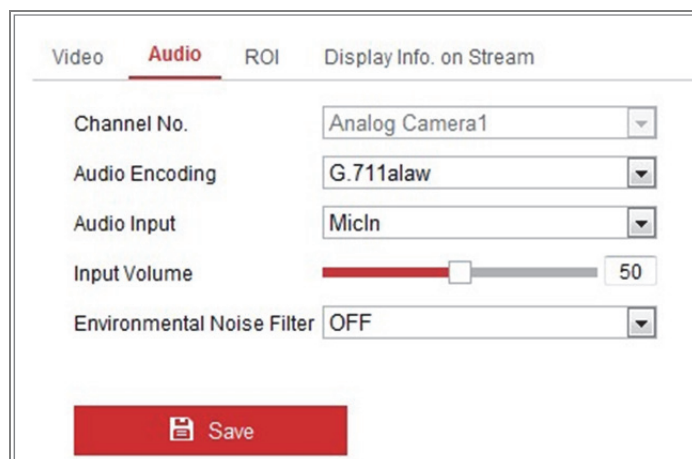 Video Audio ROI Display Info. on Stream
Channel No. Analog Camera1
Audio Encoding G.711alaw
Audio Input MicIn
Input Volume 50
Environmental Noise Filter OFF
Save